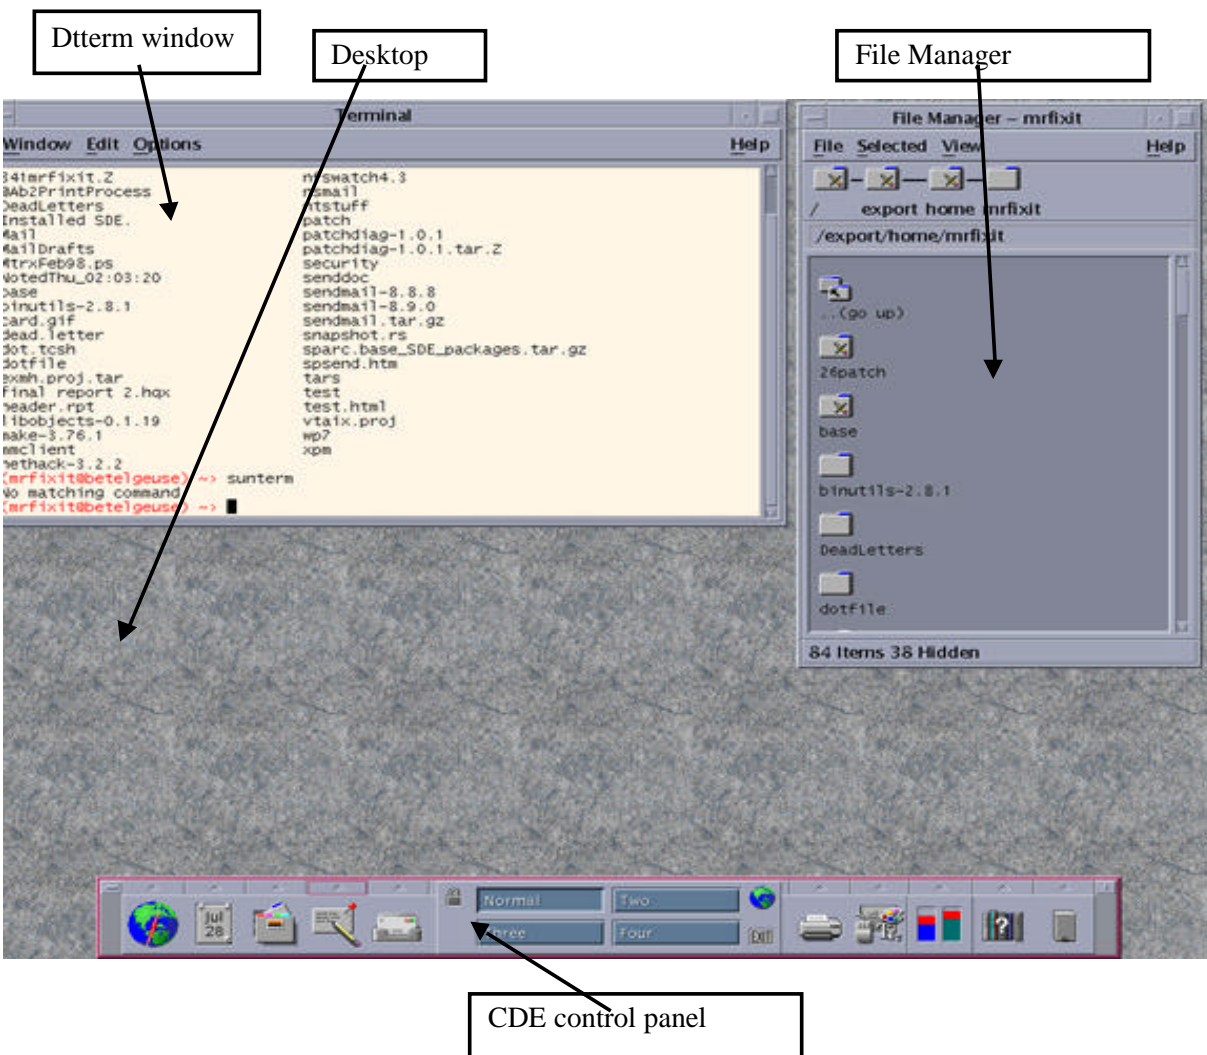 Dtterm window
Desktop
File Manager
Terminal
Window Edit Options Help
341mrfixit.Z nfswatch4.3
BAb2PrintProcess nsmail
DeadLetters ntstuff
Installed SDE. patch
Mail patchdiag-1.0.1
MailDrafts patchdiag-1.0.1.tar.Z
MtrxFeb98.ps security
NotedThu_02:03:20 senddoc
base sendmail-8.8.8
binutils-2.8.1 sendmail-8.9.0
card.gif sendmail.tar.gz
dead.letter snapshot.rs
dot.tcsh sparc.base_SDE_packages.tar.gz
dotfile spsend.htm
exmh.proj.tar tars
final report 2.hqx test
header.rpt test.html
libobjects-0.1.19 vtaix.proj
make-3.76.1 wp7
mmclient xpm
nethack-3.2.2
(mrfixit@betelgeuse) ~> sunterm
No matching command
(mrfixit@betelgeuse) ~>
File Manager – mrfixit
File Selected View Help
/ export home mrfixit
/export/home/mrfixit
..(go up)
26patch
base
binutils-2.8.1
DeadLetters
dotfile
84 Items 38 Hidden
Jul
28
Normal Two
Three Four
EXIT
?
CDE control panel